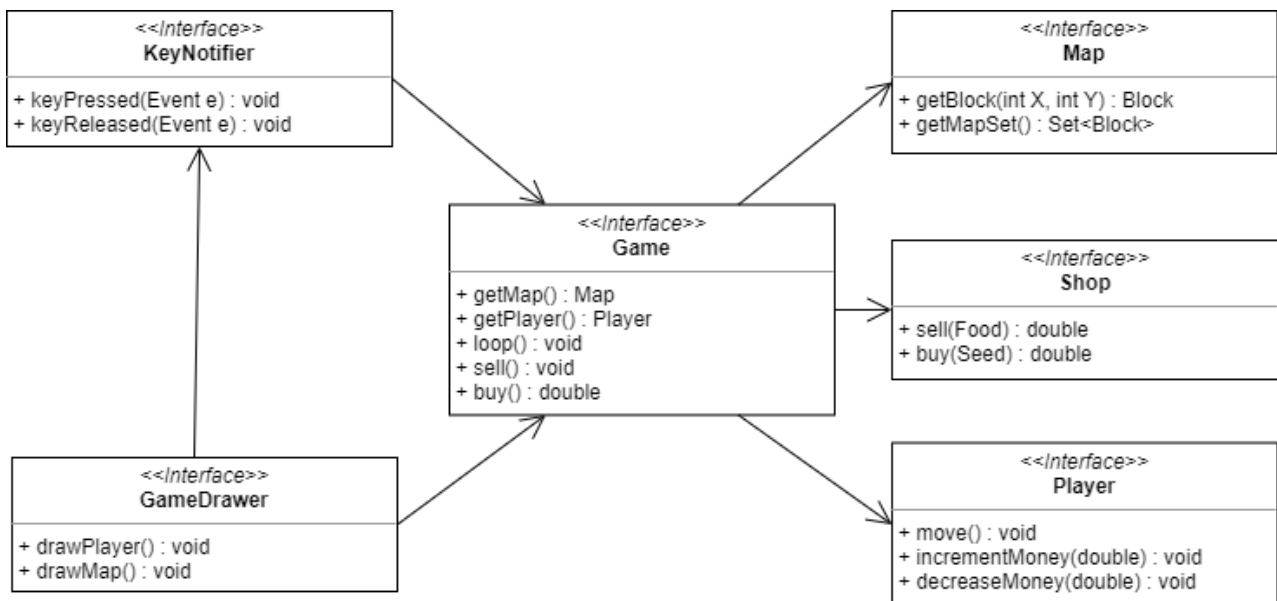 <<Interface>>
KeyNotifier
+ keyPressed(Event e) : void
+ keyReleased(Event e) : void
<<Interface>>
Map
+ getBlock(int X, int Y) : Block
+ getMapSet() : Set<Block>
<<Interface>>
Game
+ getMap() : Map
+ getPlayer() : Player
+ loop() : void
+ sell() : void
+ buy() : double
<<Interface>>
Shop
+ sell(Food) : double
+ buy(Seed) : double
<<Interface>>
GameDrawer
+ drawPlayer() : void
+ drawMap() : void
<<Interface>>
Player
+ move() : void
+ incrementMoney(double) : void
+ decreaseMoney(double) : void